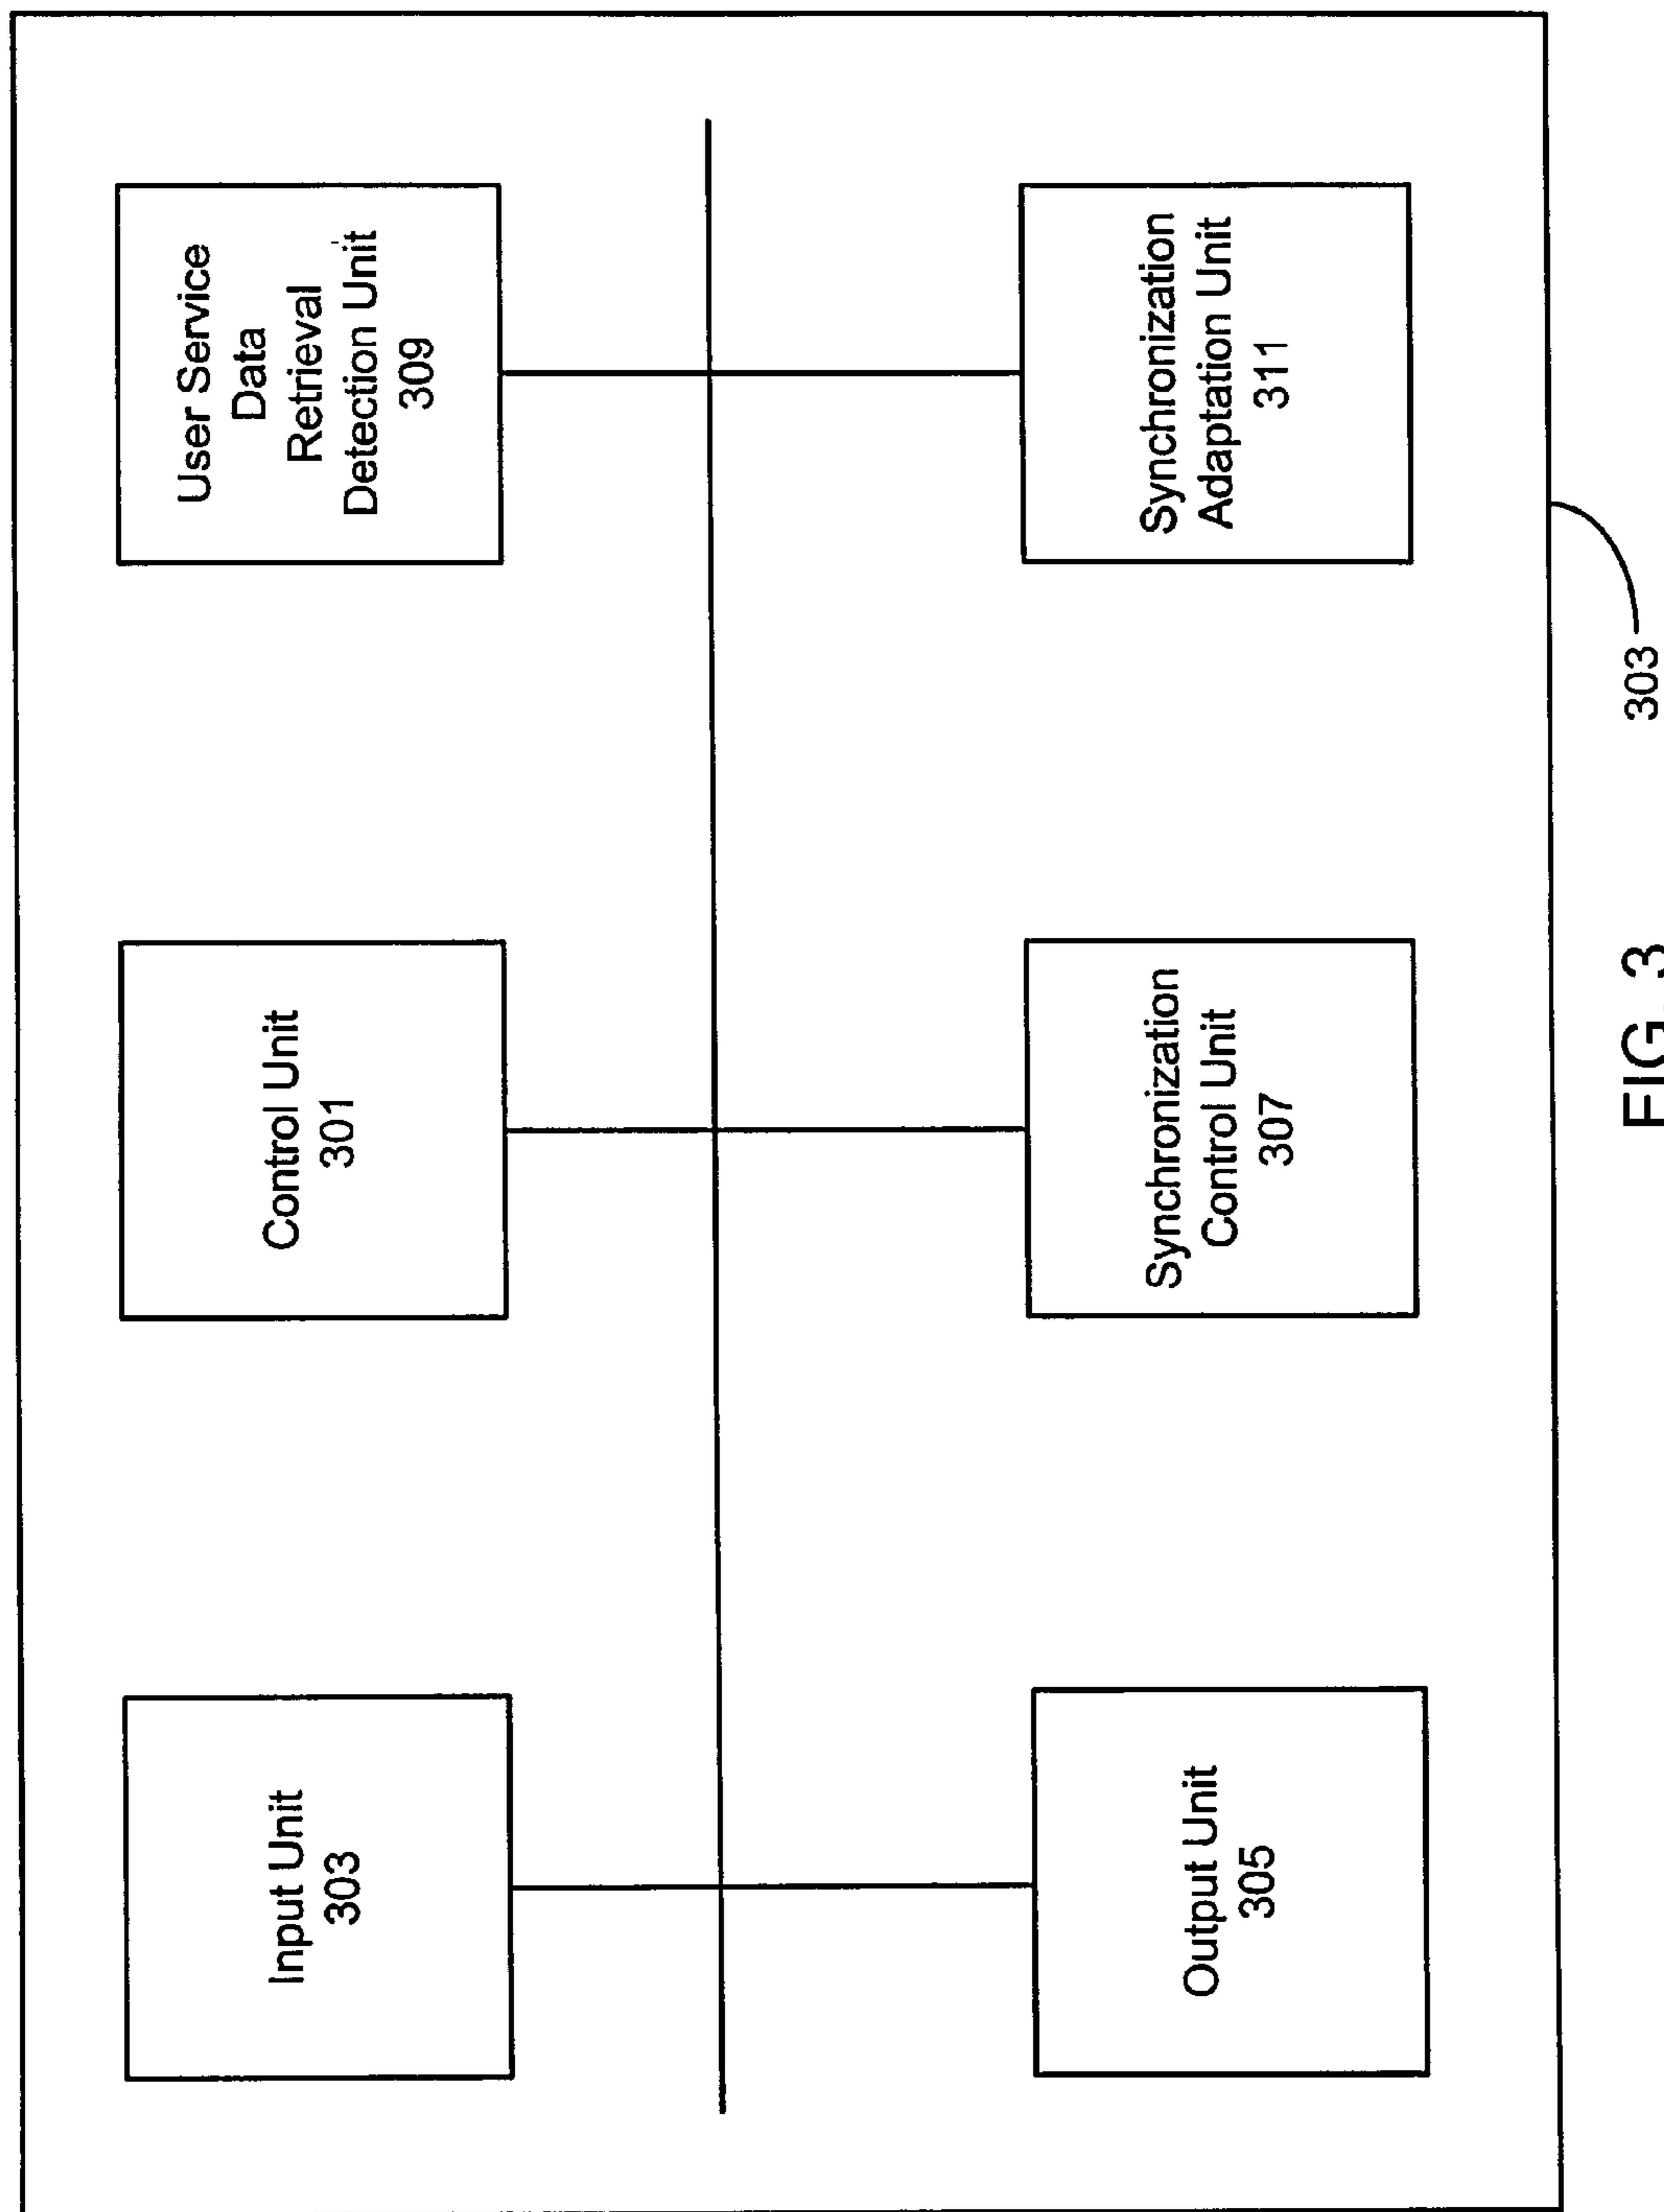 Input Unit
303
Control Unit
301
User Service
Data
Retrieval
Detection Unit
309
Output Unit
305
Synchronization
Control Unit
307
Synchronization
Adaptation Unit
311
303
FIG. 3